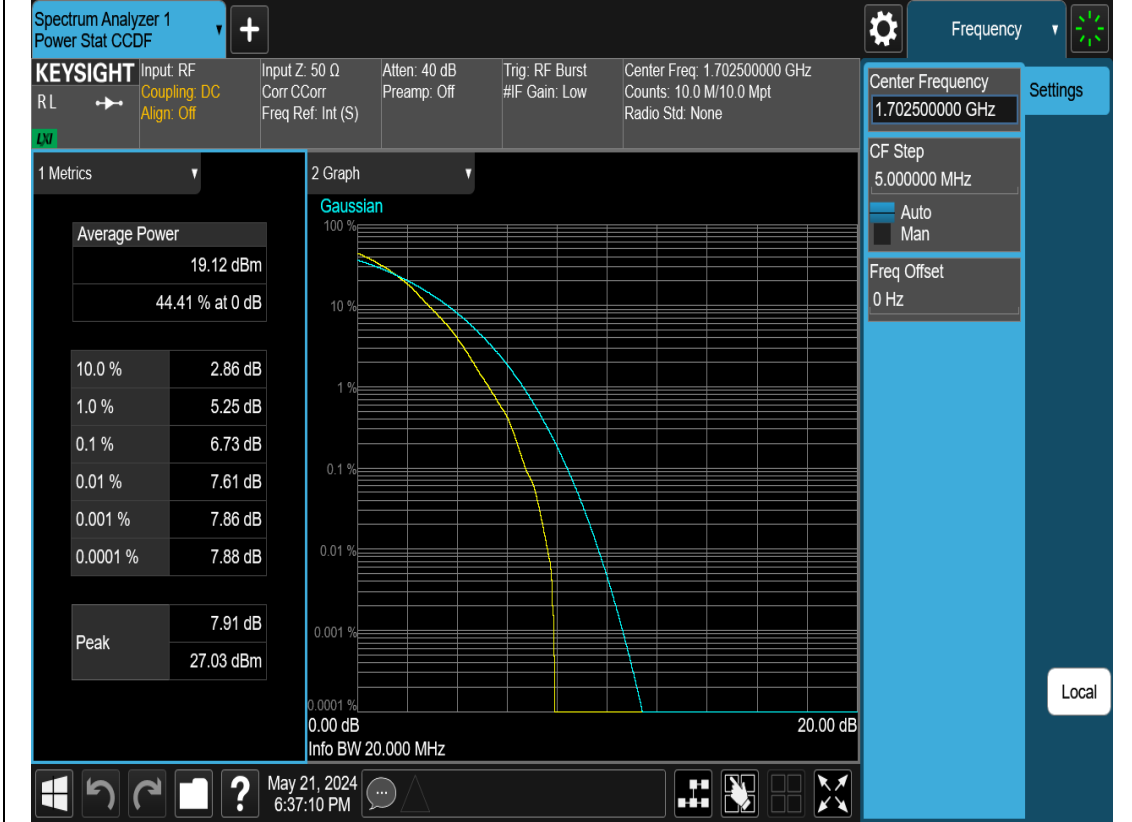 Spectrum Analyzer 1
Power Stat CCDF
+
Frequency
KEYSIGHT
RL
LXI
Input: RF
Coupling: DC
Align: Off
Input Z: 50 Ω
Corr CCorr
Freq Ref: Int (S)
Atten: 40 dB
Preamp: Off
Trig: RF Burst
#IF Gain: Low
Center Freq: 1.702500000 GHz
Counts: 10.0 M/10.0 Mpt
Radio Std: None
Center Frequency
1.702500000 GHz
Settings
CF Step
5.000000 MHz
Auto
Man
Freq Offset
0 Hz
Local
1 Metrics
Average Power
19.12 dBm
44.41 % at 0 dB
10.0 % 2.86 dB
1.0 % 5.25 dB
0.1 % 6.73 dB
0.01 % 7.61 dB
0.001 % 7.86 dB
0.0001 % 7.88 dB
Peak
7.91 dB
27.03 dBm
2 Graph
Gaussian
100 %
10 %
1 %
0.1 %
0.01 %
0.001 %
0.0001 %
0.00 dB 20.00 dB
Info BW 20.000 MHz
?
May 21, 2024
6:37:10 PM